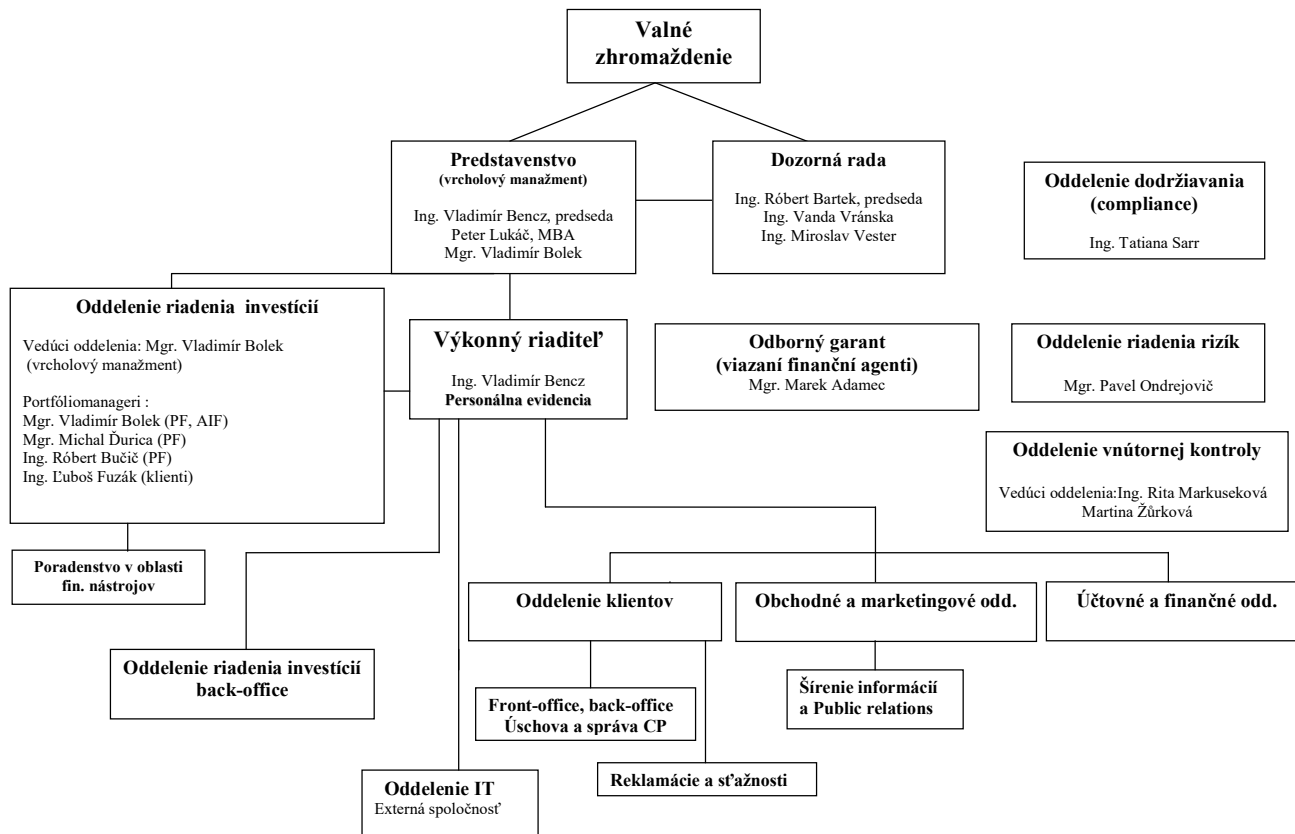 Valné
zhromaždenie
Predstavenstvo
(vrcholový manažment)
Ing. Vladimír Bencz, predseda
Peter Lukáč, MBA
Mgr. Vladimír Bolek
Dozorná rada
Ing. Róbert Bartek, predseda
Ing. Vanda Vránska
Ing. Miroslav Vester
Oddelenie dodržiavania
(compliance)
Ing. Tatiana Sarr
Oddelenie riadenia investícií
Vedúci oddelenia: Mgr. Vladimír Bolek
(vrcholový manažment)
Portfóliomanageri :
Mgr. Vladimír Bolek (PF, AIF)
Mgr. Michal Ďurica (PF)
Ing. Róbert Bučič (PF)
Ing. Ľuboš Fuzák (klienti)
Výkonný riaditeľ
Ing. Vladimír Bencz
Personálna evidencia
Odborný garant
(viazaní finanční agenti)
Mgr. Marek Adamec
Oddelenie riadenia rizík
Mgr. Pavel Ondrejovič
Oddelenie vnútornej kontroly
Vedúci oddelenia:Ing. Rita Markuseková
Martina Žůrková
Poradenstvo v oblasti
fin. nástrojov
Oddelenie klientov
Obchodné a marketingové odd.
Účtovné a finančné odd.
Oddelenie riadenia investícií
back-office
Front-office, back-office
Úschova a správa CP
Šírenie informácií
a Public relations
Reklamácie a sťažnosti
Oddelenie IT
Externá spoločnosť